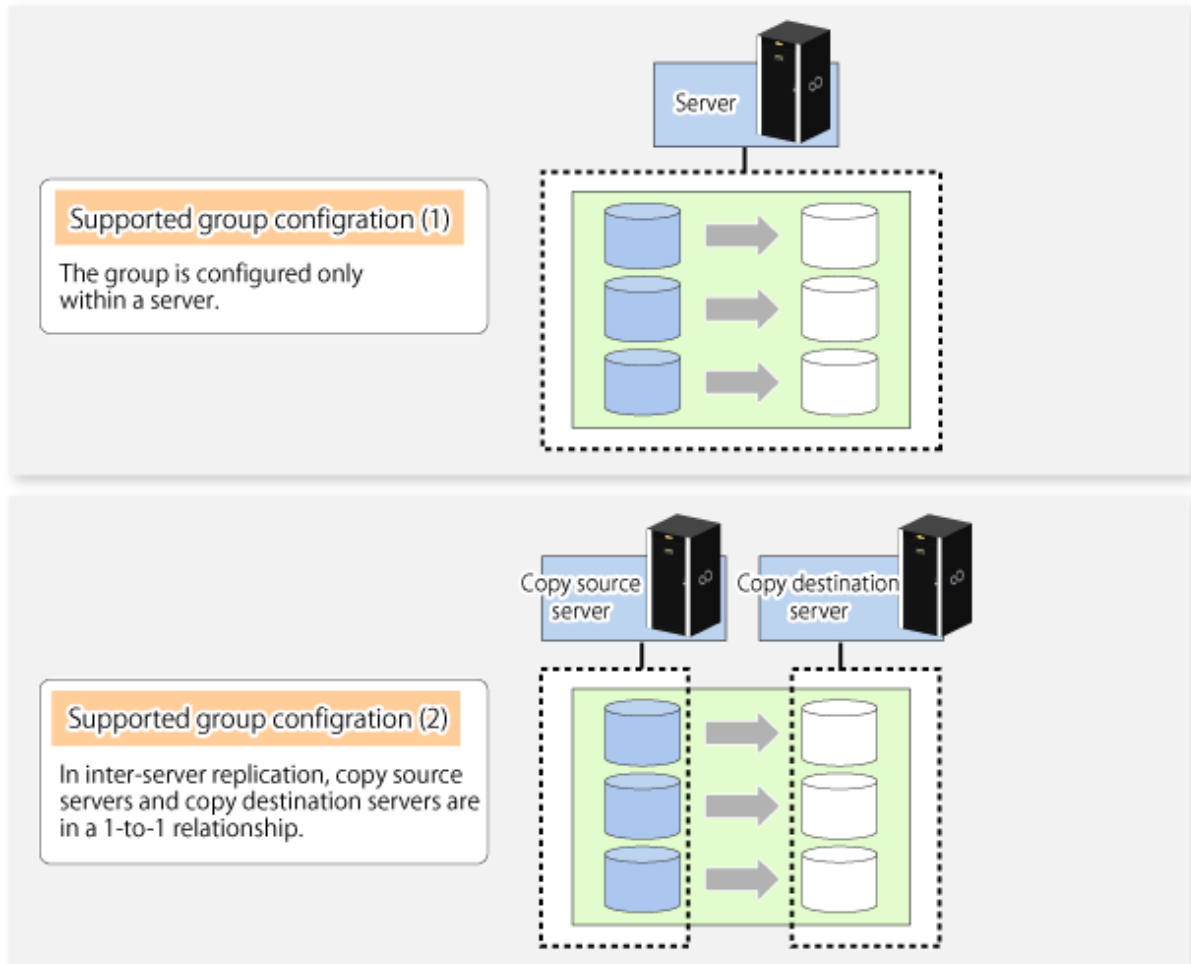 Server
Supported group configration (1)
The group is configured only
within a server.
Copy source
server
Copy destination
server
Supported group configration (2)
In inter-server replication, copy source
servers and copy destination servers are
in a 1-to-1 relationship.